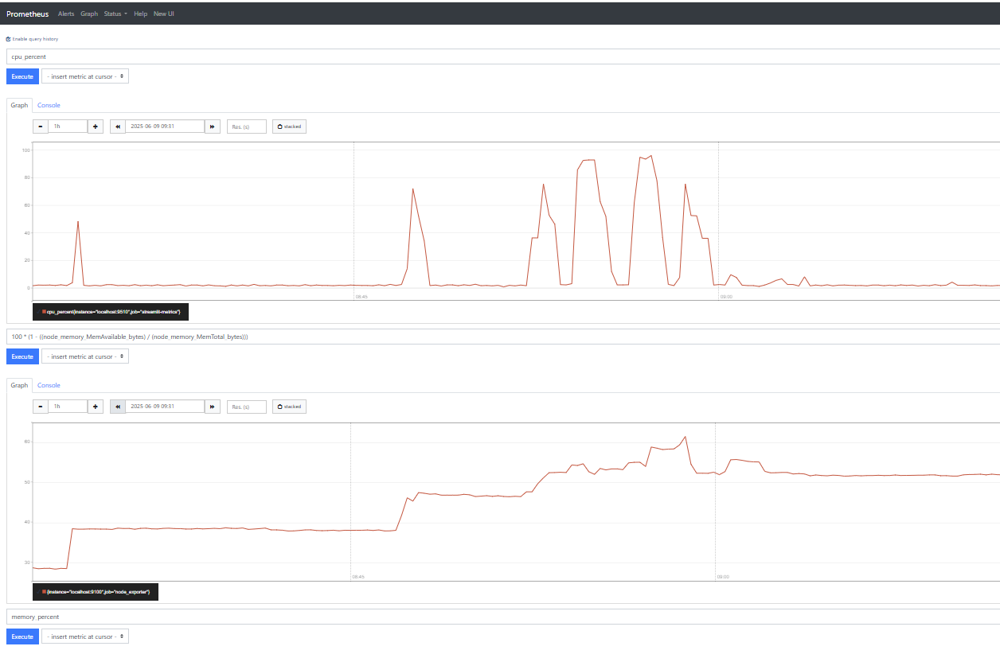 Prometheus Alerts Graph Status Help New UI
Enable query history
cpu_percent
Execute - insert metric at cursor -
Graph Console
- 1h + 2025-06-09 09:31 Res. (s) stacked
100
80
60
40
20
0
08:45 09:00
cpu_percent{instance="localhost:9510",job="streamlit-metrics"}
100 * (1 - ((node_memory_MemAvailable_bytes) / (node_memory_MemTotal_bytes)))
Execute - insert metric at cursor -
Graph Console
- 1h + 2025-06-09 09:31 Res. (s) stacked
60
50
40
30
08:45 09:00
{instance="localhost:9100",job="node_exporter"}
memory_percent
Execute - insert metric at cursor -